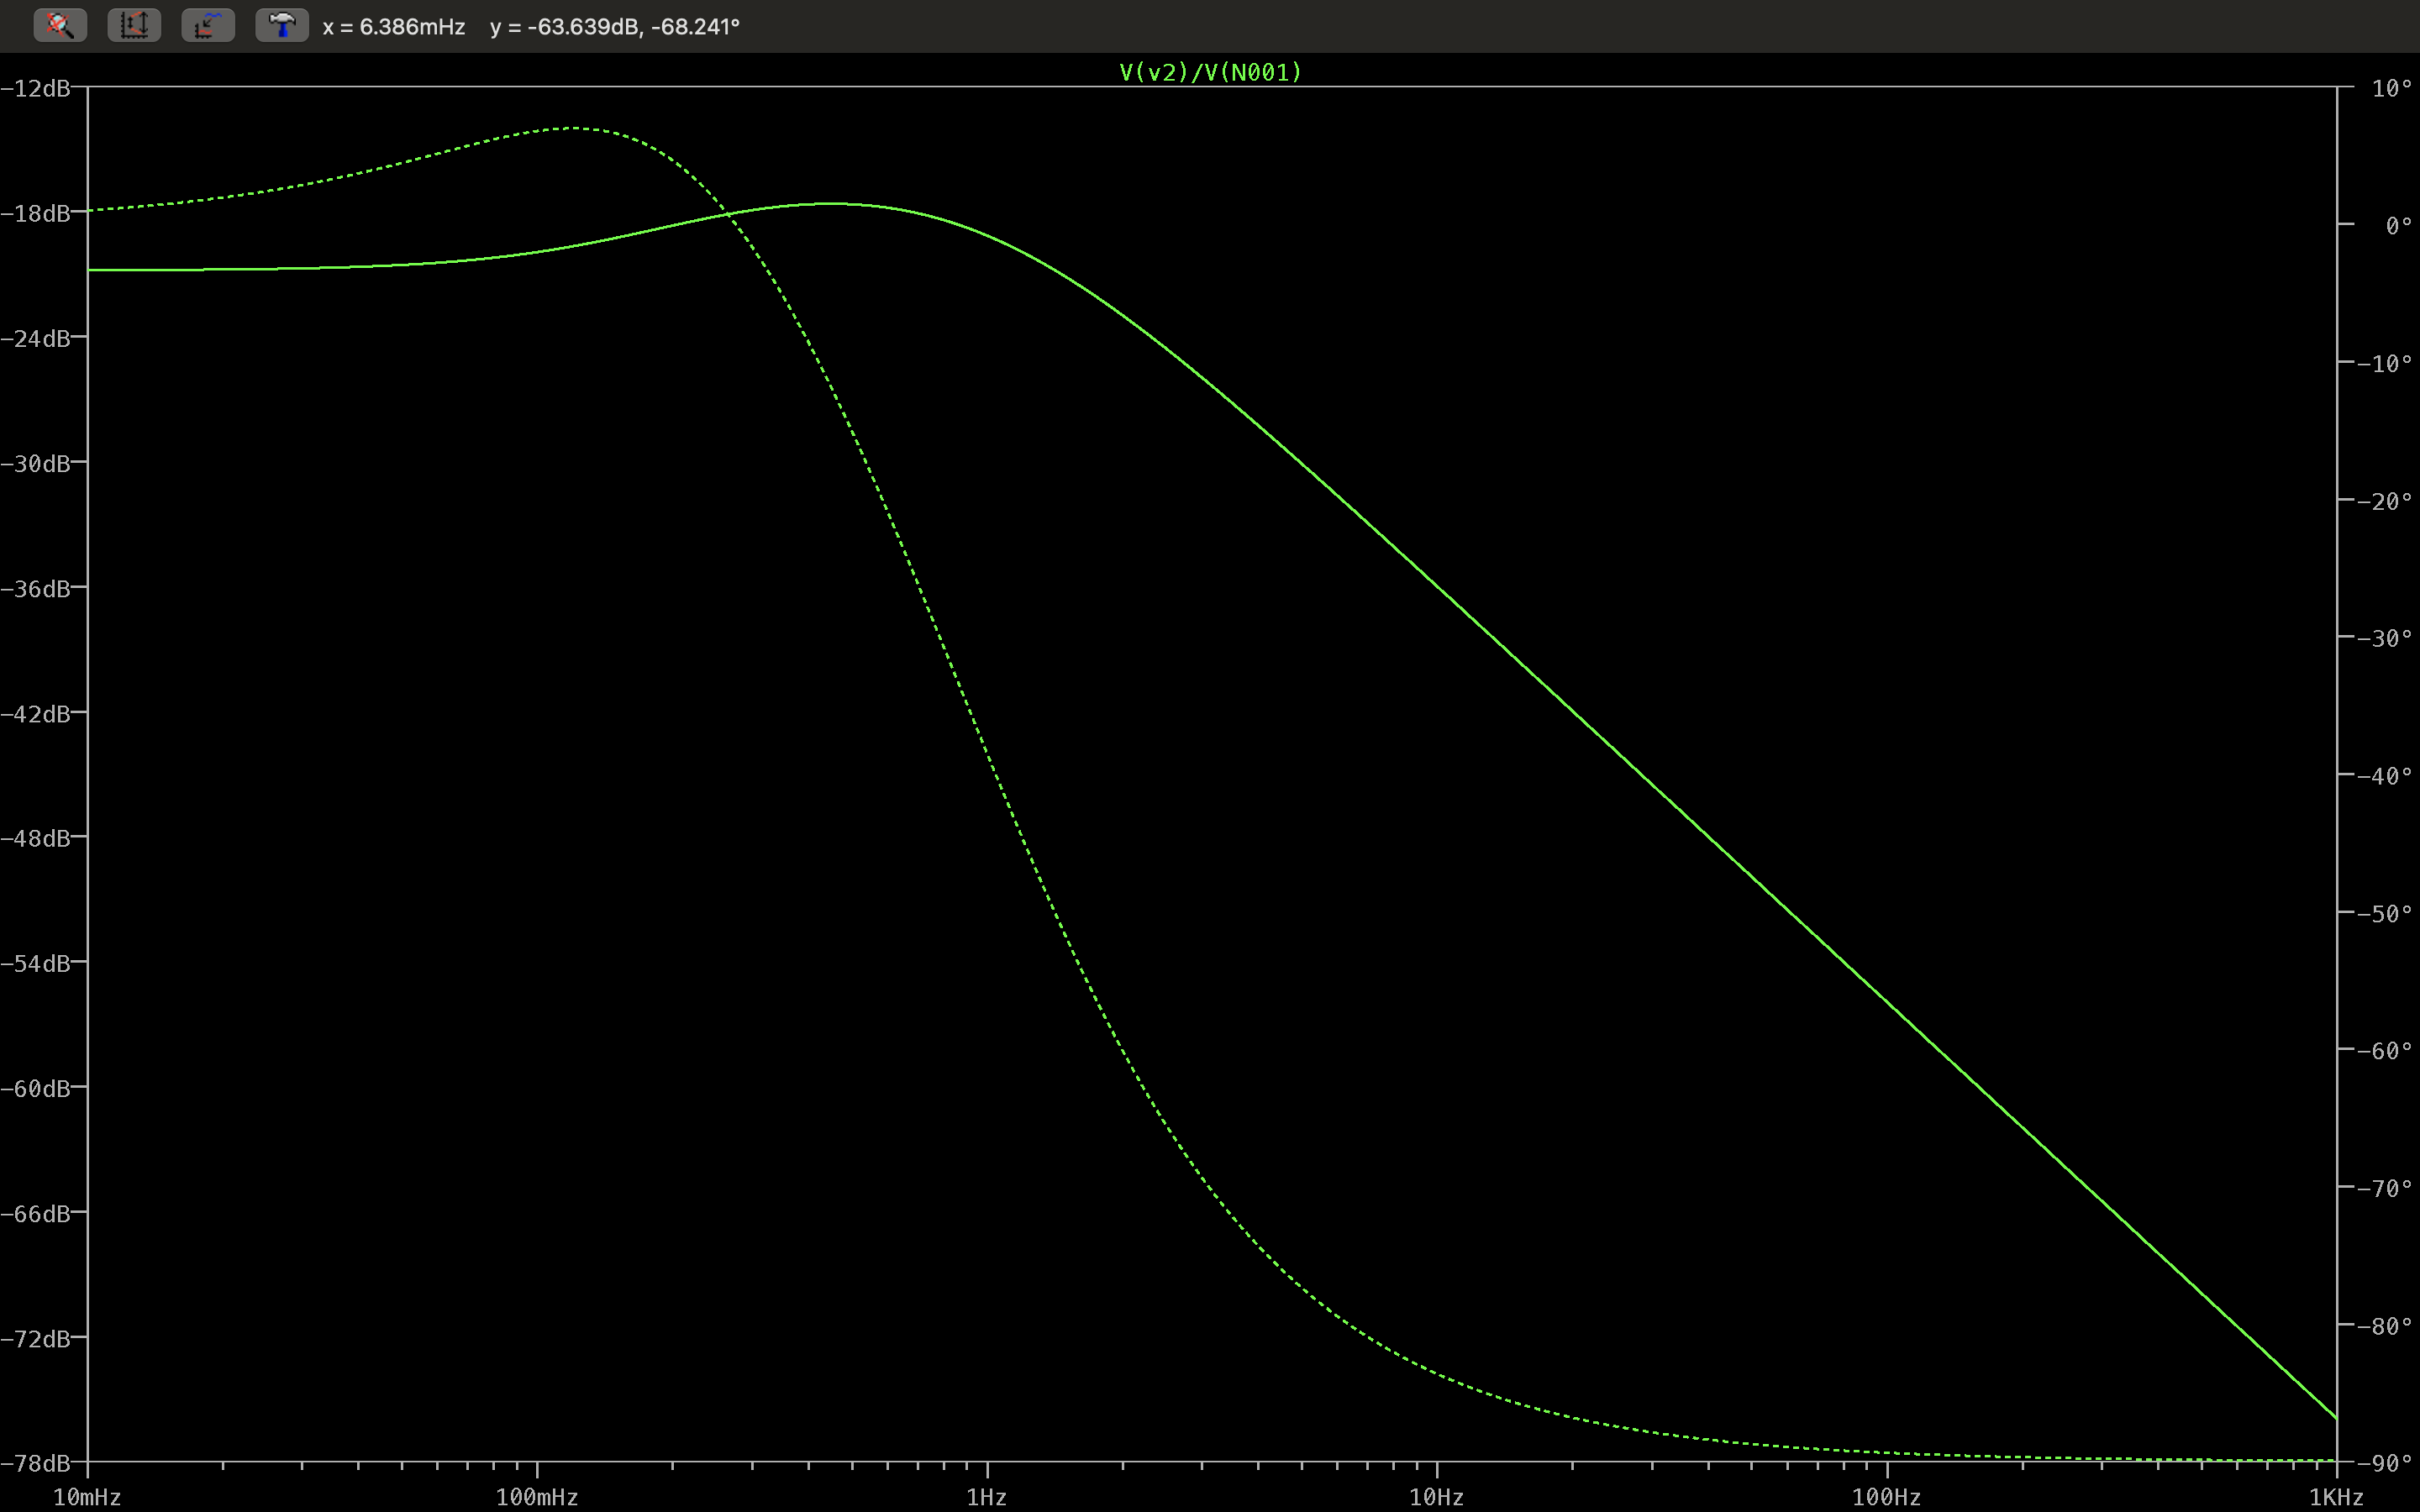 x = 6.386mHz y = -63.639dB, -68.241°
V(v2)/V(N001)
−12dB 10°
−18dB 0°
−24dB −10°
−30dB −20°
−36dB −30°
−42dB −40°
−48dB −50°
−54dB −60°
−60dB −70°
−66dB −80°
−72dB −90°
−78dB
10mHz 100mHz 1Hz 10Hz 100Hz 1KHz